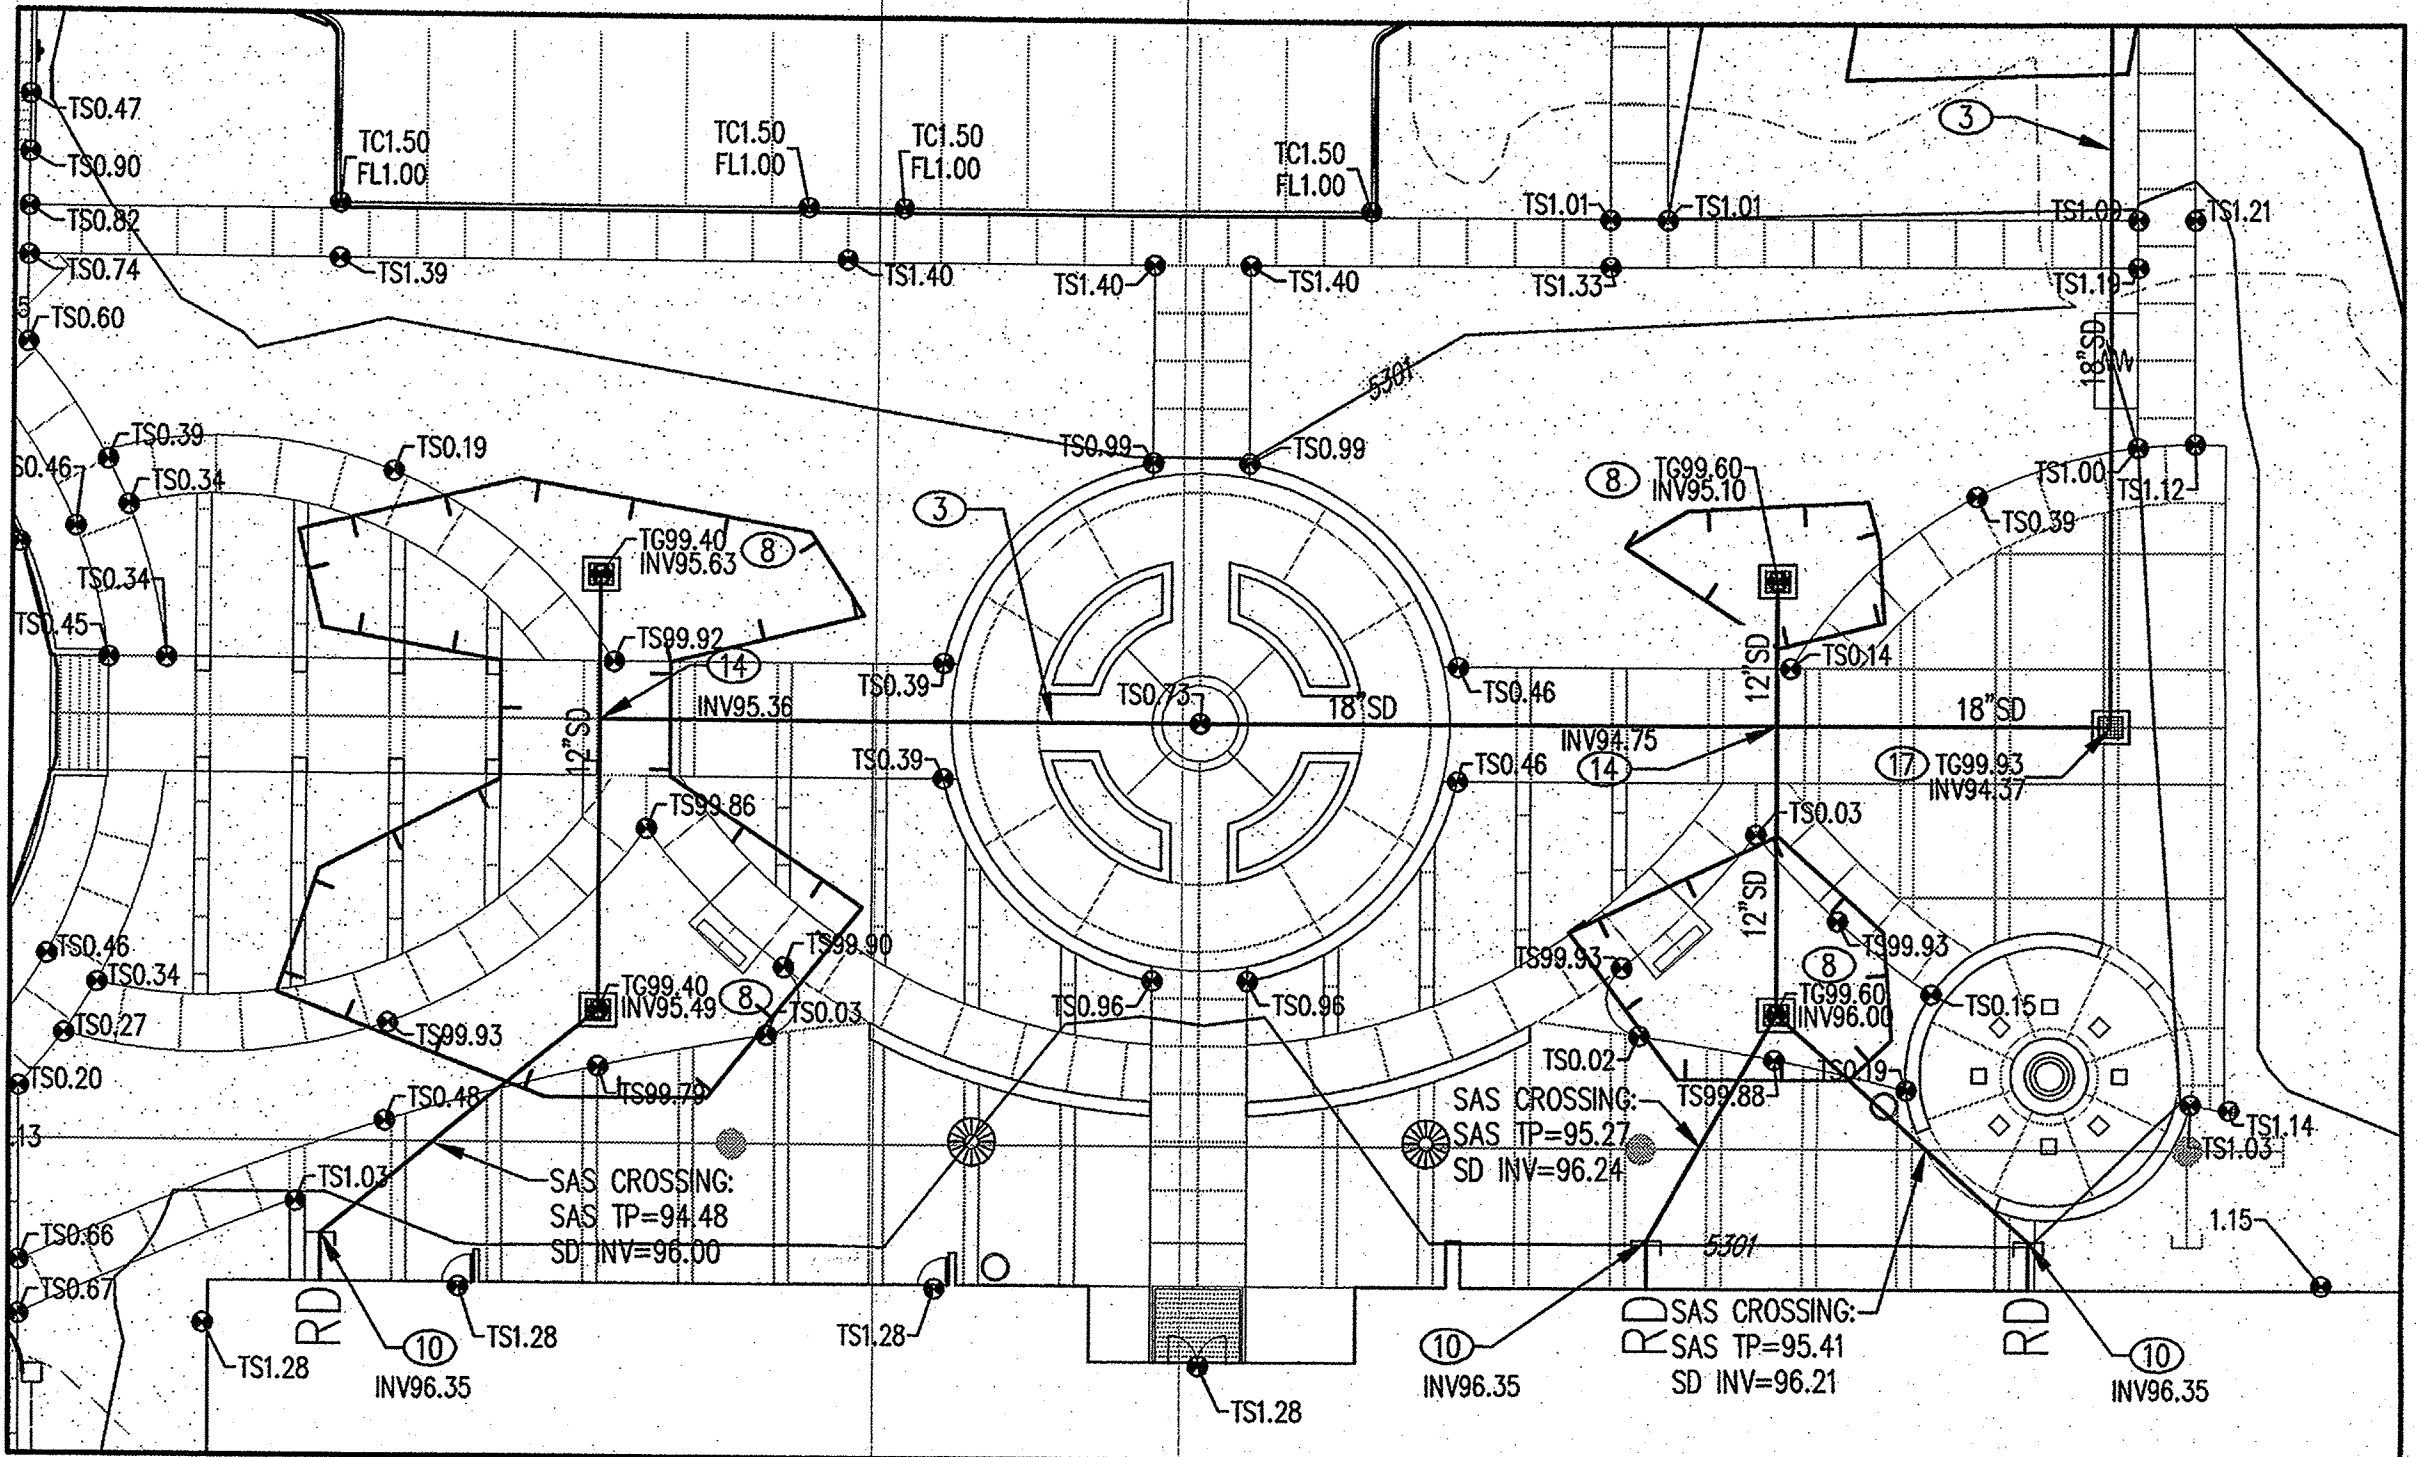 TS0.47
TS0.90
TS0.82
TS0.74
TS0.60
5
TC1.50
FL1.00
TC1.50
FL1.00
TC1.50
FL1.00
TC1.50
FL1.00
3
TS1.01
TS1.01
TS1.09
TS1.21
TS1.39
TS1.40
TS1.40
TS1.40
TS1.33
TS1.19
18"SD
W
5301
TS0.39
S0.46
TS0.34
TS0.19
TS0.99
TS0.99
TS1.00
TS1.12
TS0.39
8
TG99.60
INV95.10
3
TG99.40
INV95.63
8
TS0.34
TS0.45
TS99.92
14
INV95.36
12"SD
TS0.39
TS0.73
18"SD
TS0.46
12"SD
TS0.14
18"SD
INV94.75
14
TS0.39
TS0.46
17
TG99.93
INV94.37
TS99.86
TS0.03
12"SD
TS0.46
TS0.34
TS0.27
TS0.20
TS99.90
TG99.40
INV95.49
8
TS0.03
TS99.93
TS0.96
TS0.96
TS99.93
TS99.93
8
TG99.60
INV96.00
TS0.15
TS0.02
TS0.19
TS99.88
TS99.79
TS0.48
.13
TS1.03
TS0.66
TS0.67
SAS CROSSING:
SAS TP=94.48
SD INV=96.00
SAS CROSSING:
SAS TP=95.27
SD INV=96.24
TS1.14
TS1.03
1.15
5301
RD
TS1.28
10
INV96.35
TS1.28
TS1.28
TS1.28
10
INV96.35
RD
SAS CROSSING:
SAS TP=95.41
SD INV=96.21
RD
10
INV96.35